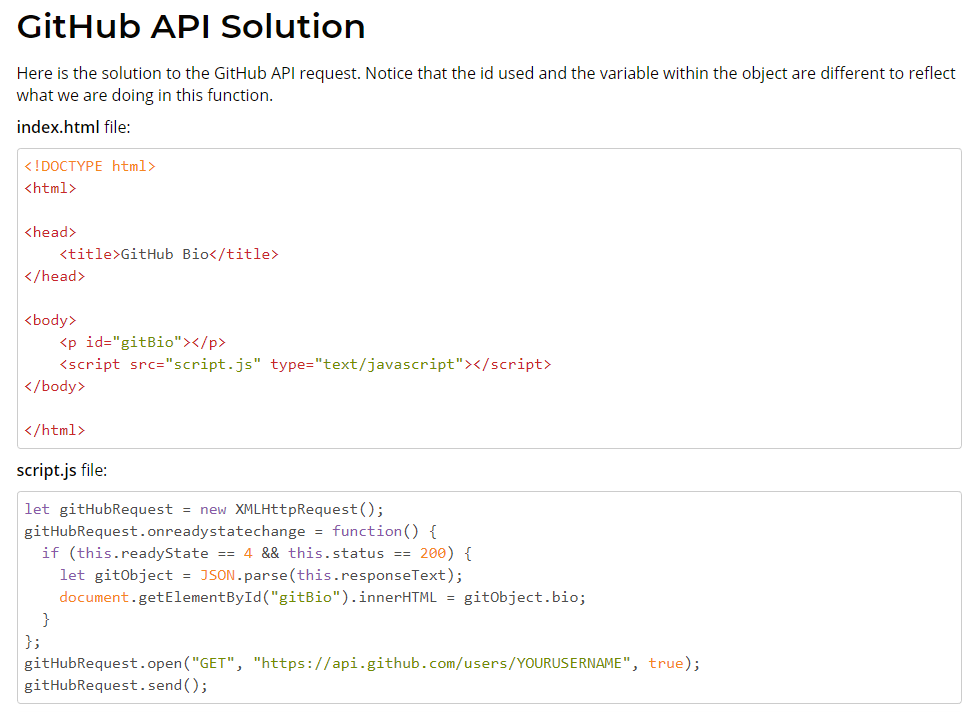 GitHub API Solution
Here is the solution to the GitHub API request. Notice that the id used and the variable within the object are different to reflect
what we are doing in this function.
index.html file:
<!DOCTYPE html>
<html>
<head>
    <title>GitHub Bio</title>
</head>
<body>
    <p id="gitBio"></p>
    <script src="script.js" type="text/javascript"></script>
</body>
</html>
script.js file:
let gitHubRequest = new XMLHttpRequest();
gitHubRequest.onreadystatechange = function() {
  if (this.readyState == 4 && this.status == 200) {
    let gitObject = JSON.parse(this.responseText);
    document.getElementById("gitBio").innerHTML = gitObject.bio;
  }
};
gitHubRequest.open("GET", "https://api.github.com/users/YOURUSERNAME", true);
gitHubRequest.send();